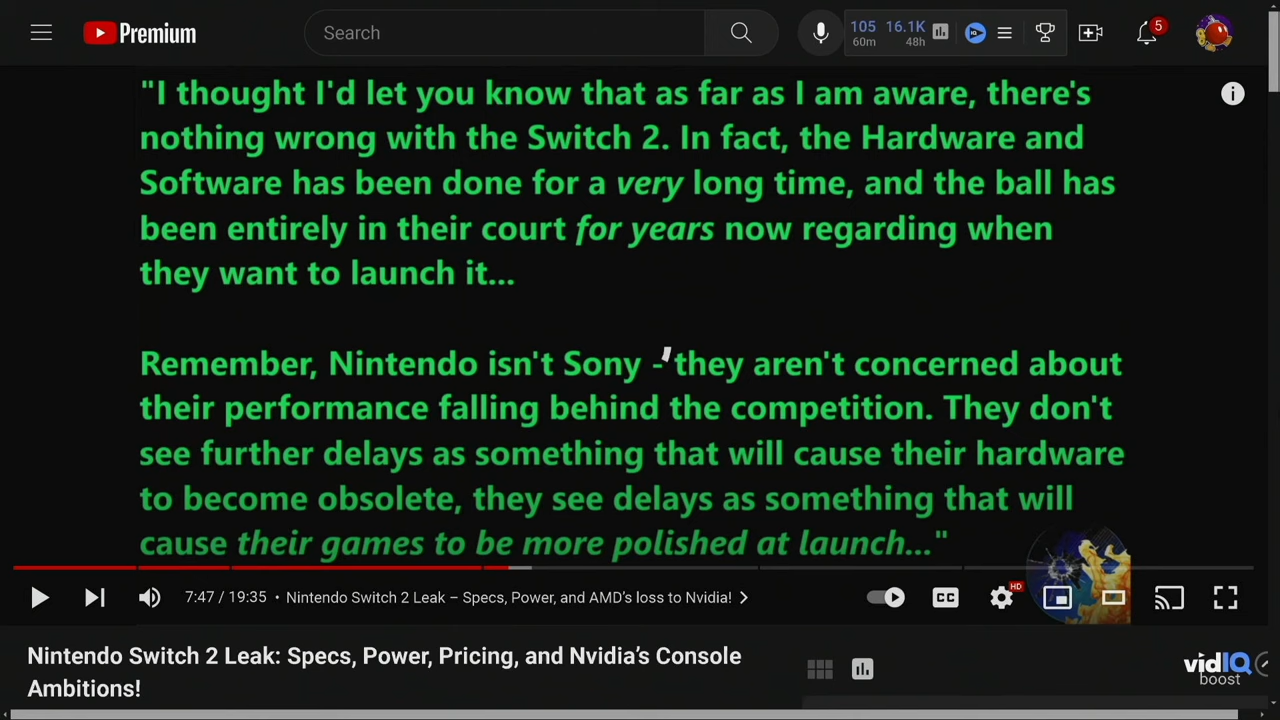 Premium
Search
105 16.1K
60m 48h
5
"I thought I'd let you know that as far as I am aware, there's
nothing wrong with the Switch 2. In fact, the Hardware and
Software has been done for a very long time, and the ball has
been entirely in their court for years now regarding when
they want to launch it...
Remember, Nintendo isn't Sony - they aren't concerned about
their performance falling behind the competition. They don't
see further delays as something that will cause their hardware
to become obsolete, they see delays as something that will
cause their games to be more polished at launch..."
7:47 / 19:35 • Nintendo Switch 2 Leak – Specs, Power, and AMD's loss to Nvidia!
CC
HD
Nintendo Switch 2 Leak: Specs, Power, Pricing, and Nvidia's Console
Ambitions!
vidIQ
boost